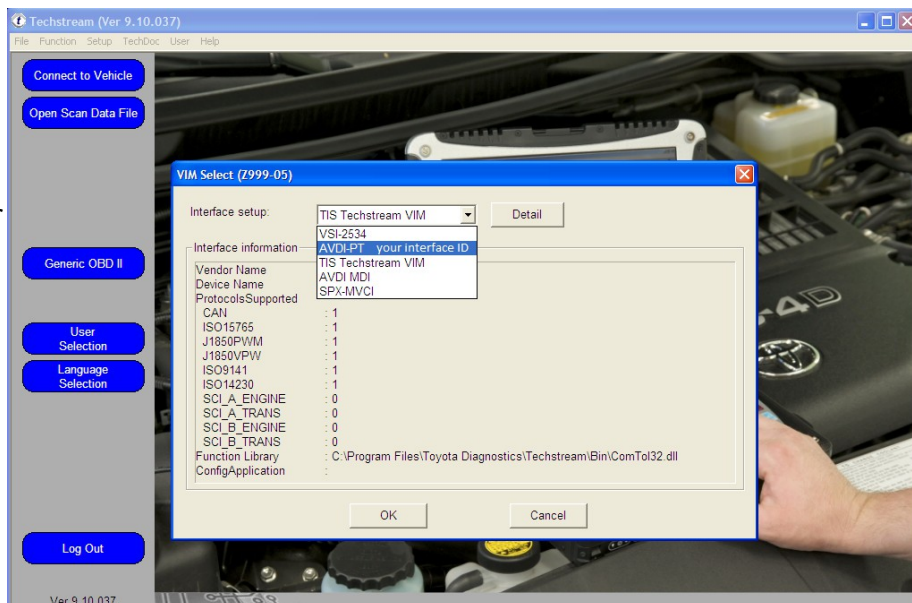 Techstream (Ver 9.10.037)
File Function Setup TechDoc User Help
Connect to Vehicle
Open Scan Data File
Generic OBD II
User
Selection
Language
Selection
Log Out
Ver 9.10.037
VIM Select (Z999-05)
Interface setup:
TIS Techstream VIM
Detail
VSI-2534
AVDI-PT your interface ID
TIS Techstream VIM
AVDI MDI
SPX-MVCI
Interface information
Vendor Name
Device Name
ProtocolsSupported
CAN : 1
ISO15765 : 1
J1850PWM : 1
J1850VPW : 1
ISO9141 : 1
ISO14230 : 1
SCI_A_ENGINE : 0
SCI_A_TRANS : 0
SCI_B_ENGINE : 0
SCI_B_TRANS : 0
Function Library : C:\Program Files\Toyota Diagnostics\Techstream\Bin\ComTol32.dll
ConfigApplication :
OK
Cancel
-4D